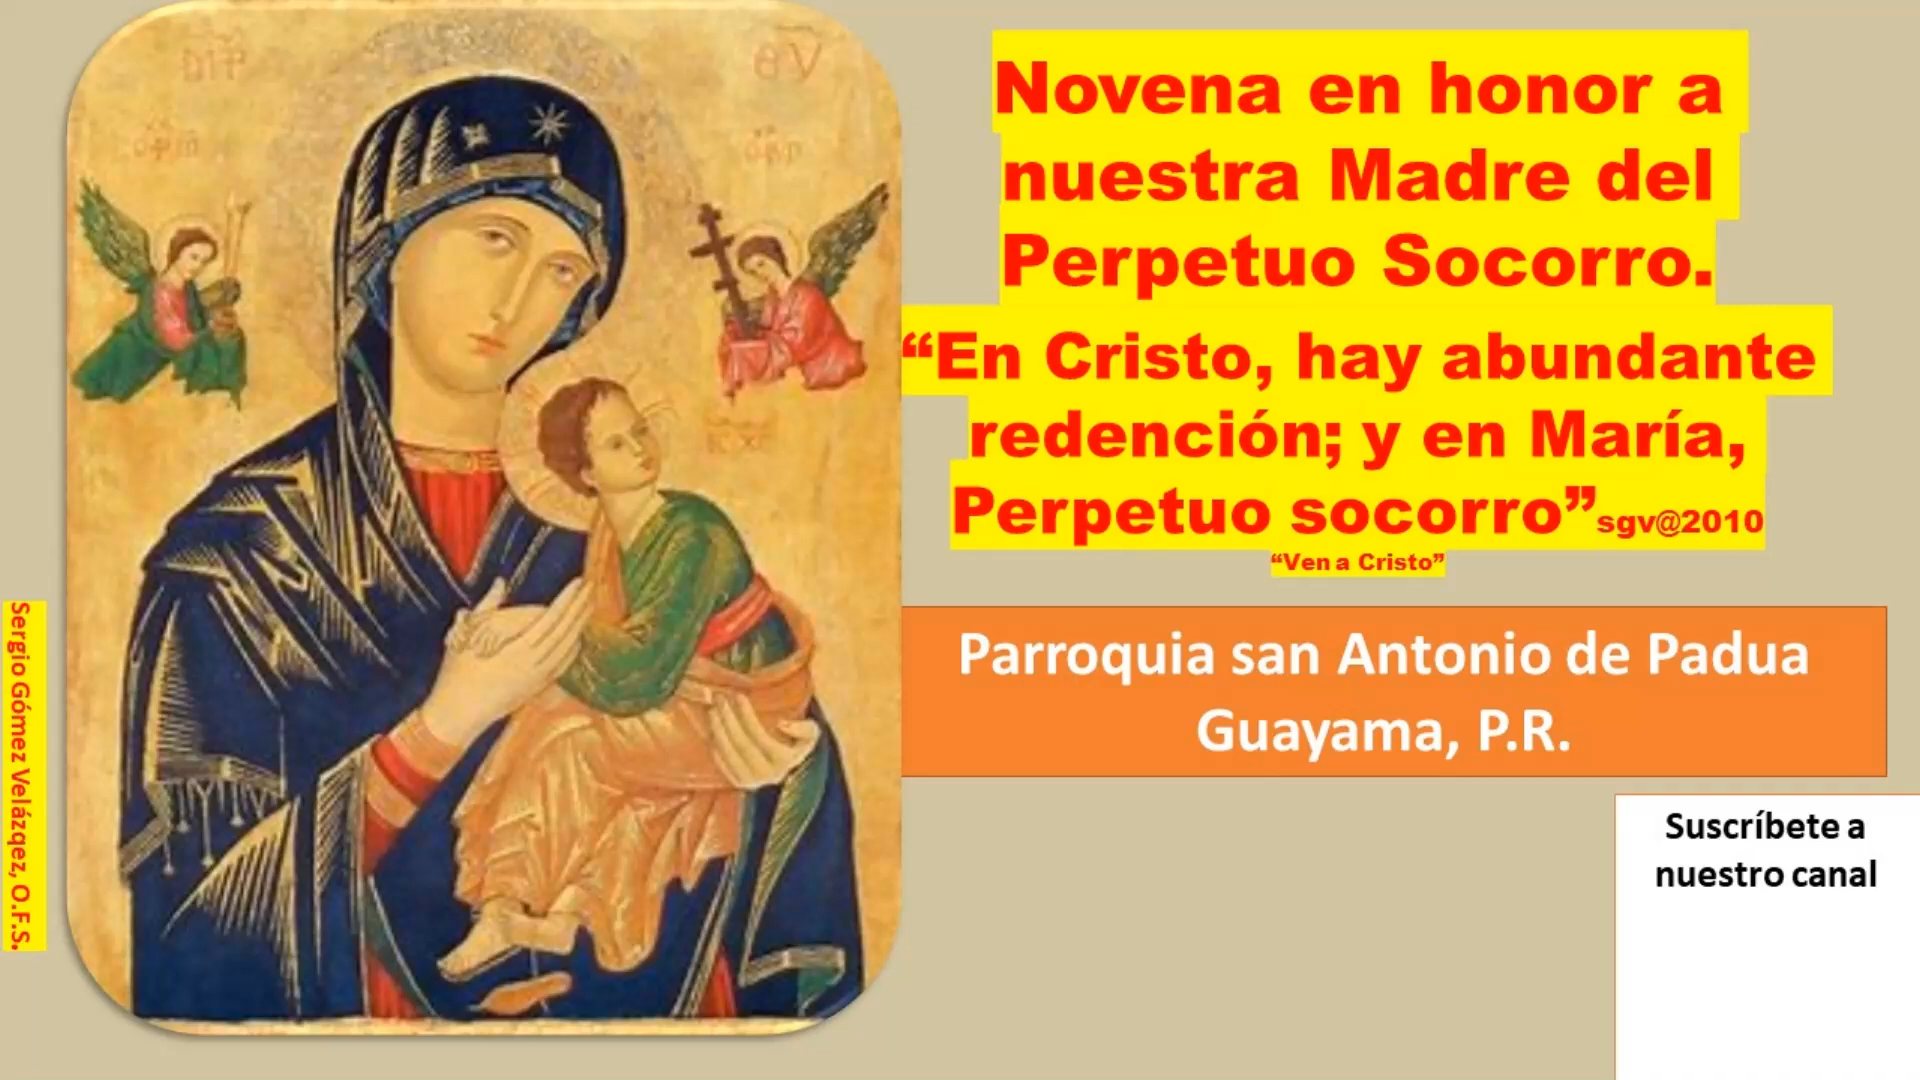 Novena en honor a
nuestra Madre del
Perpetuo Socorro.
“En Cristo, hay abundante
redención; y en María,
Perpetuo socorro”sgv@2010
“Ven a Cristo”
Parroquia san Antonio de Padua
Guayama, P.R.
Suscríbete a
nuestro canal
Sergio Gómez Velázqez, O.F.S.